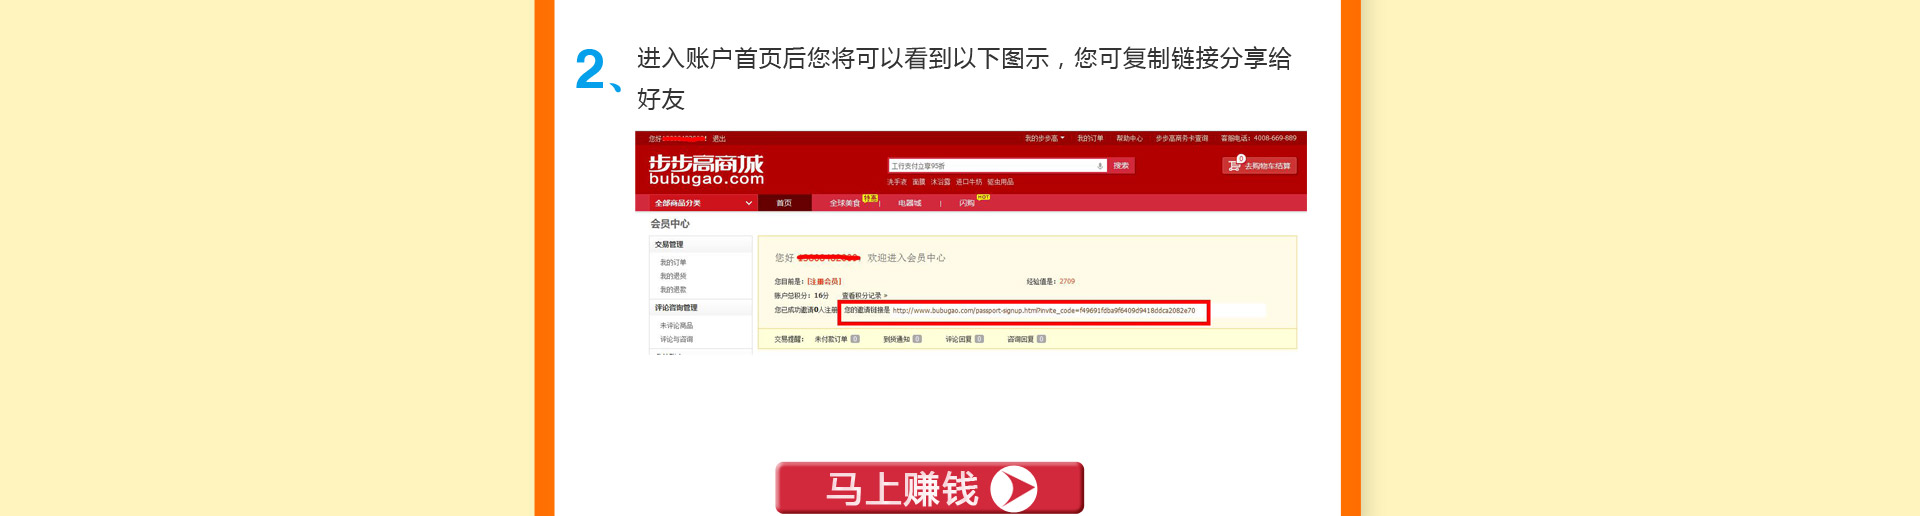 2、进入账户首页后您将可以看到以下图示，您可复制链接分享给
好友
您好 退出 我的步步高 我的订单 帮助中心 步步高商务卡查询 客服电话：4008-669-889
步步高商城
bubugao.com
工行支付立享95折 搜索 0 去购物车结算
洗手液 面膜 沐浴露 进口牛奶 驱虫用品
全部商品分类 首页 全球美食 特惠 | 电器城 | 闪购 HOT
会员中心
交易管理
我的订单
我的退货
我的退款
评论咨询管理
未评论商品
评论与咨询
您好 欢迎进入会员中心
您目前是：[注册会员] 经验值是：2709
账户总积分：16分 查看积分记录 »
您已成功邀请0人注册 您的邀请链接是 http://www.bubugao.com/passport-signup.html?invite_code=f49691fdba9f6409d9418ddca2082e70
交易提醒： 未付款订单 0 到货通知 0 评论回复 0 咨询回复 0
马上赚钱